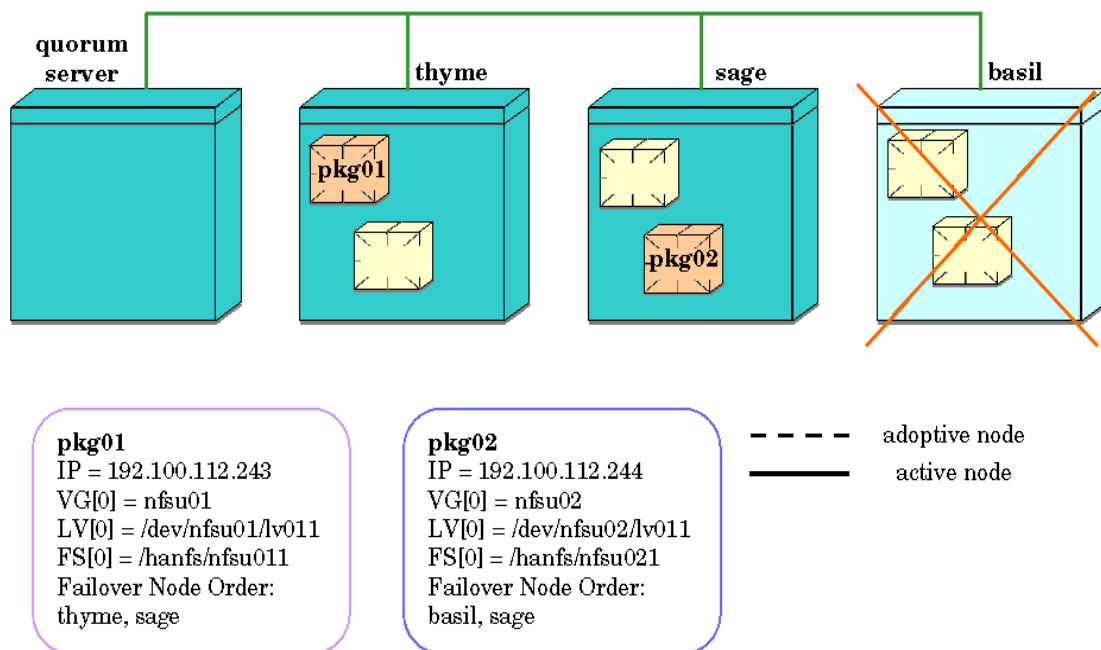 quorum
server
thyme
sage
basil
pkg01
pkg02
pkg01
IP = 192.100.112.243
VG[0] = nfsu01
LV[0] = /dev/nfsu01/lv011
FS[0] = /hanfs/nfsu011
Failover Node Order:
thyme, sage
pkg02
IP = 192.100.112.244
VG[0] = nfsu02
LV[0] = /dev/nfsu02/lv011
FS[0] = /hanfs/nfsu021
Failover Node Order:
basil, sage
adoptive node
active node